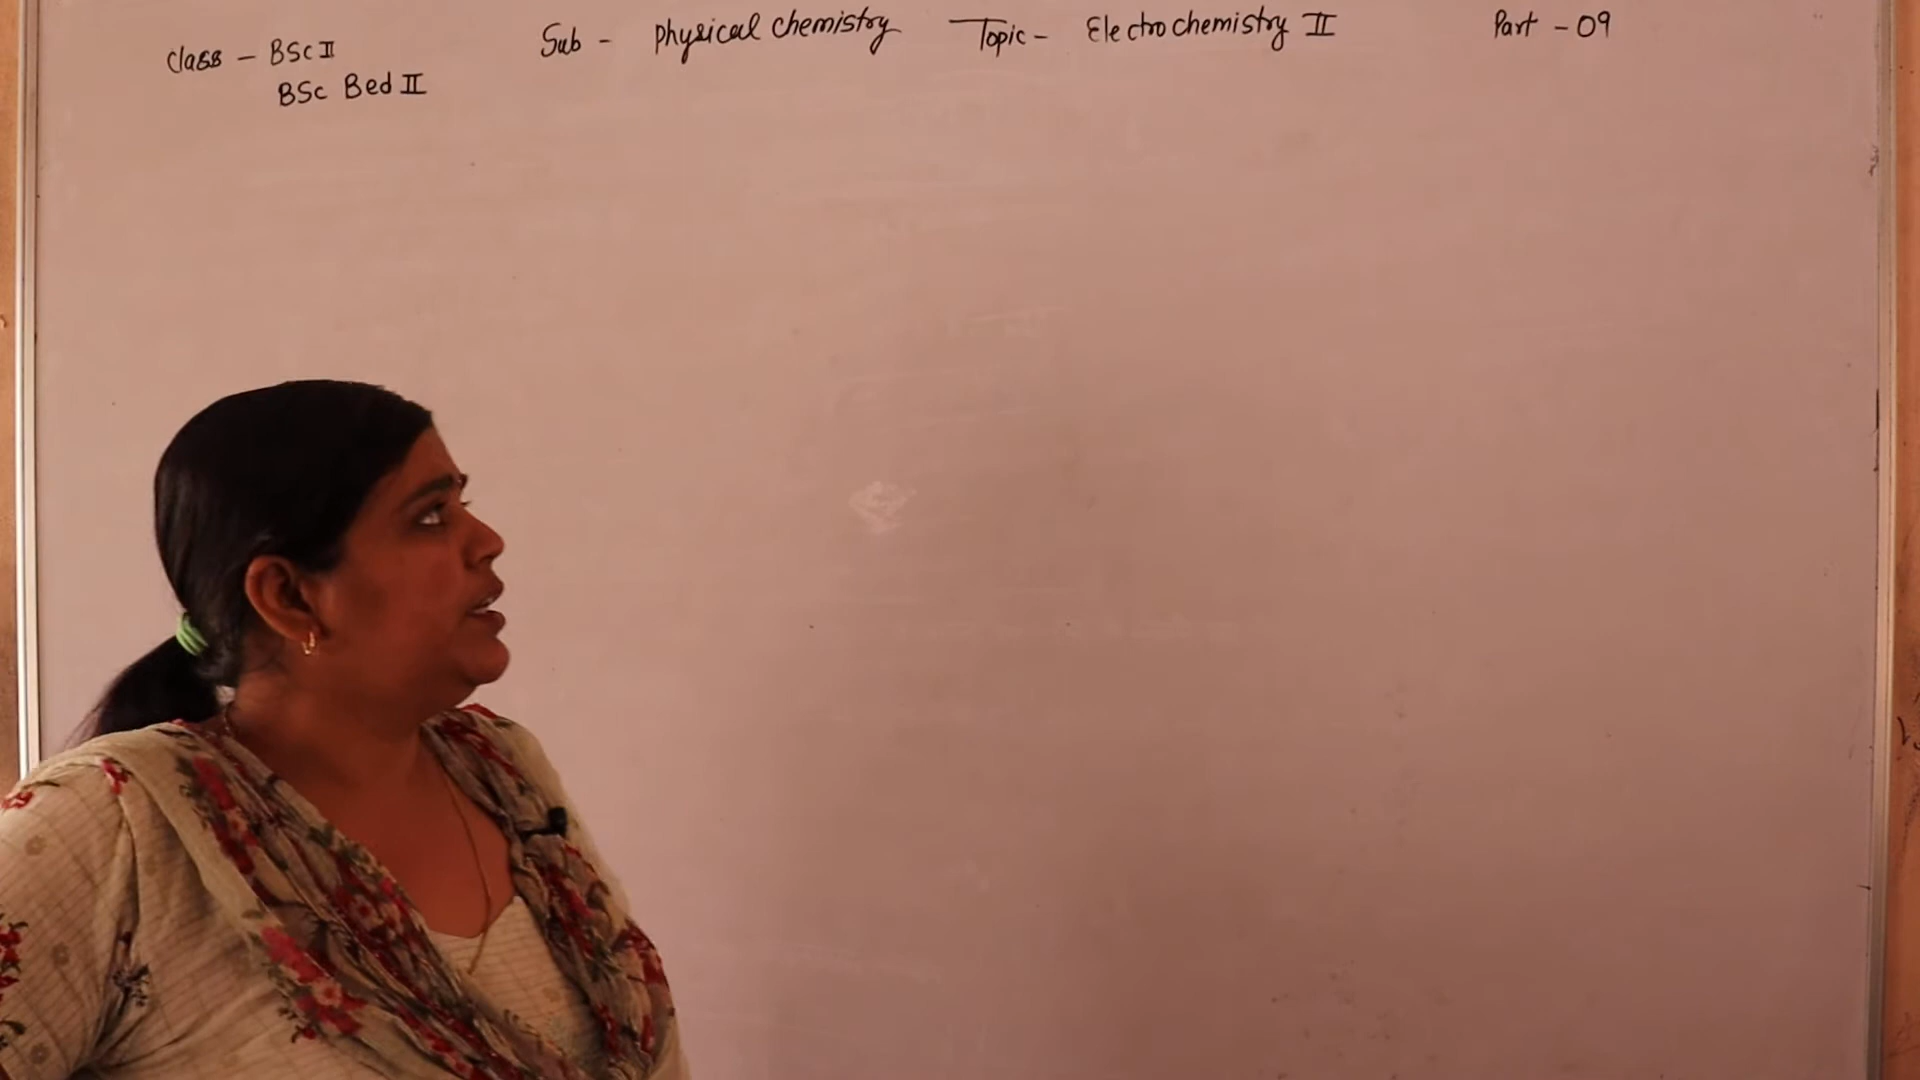 Class - BSc II Sub - Physical chemistry Topic - Electrochemistry II Part - 09
BSc Bed II